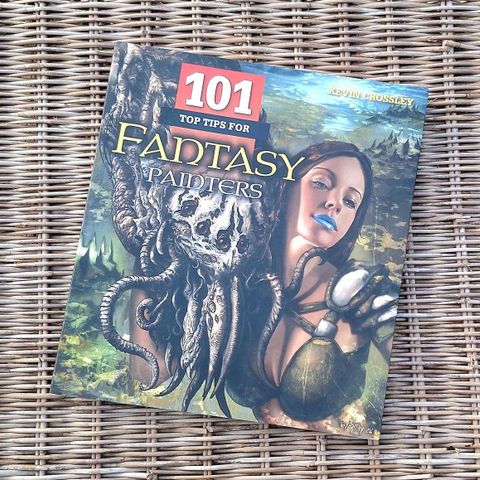 101
TOP TIPS FOR
FANTASY
PAINTERS
KEVIN CROSSLEY